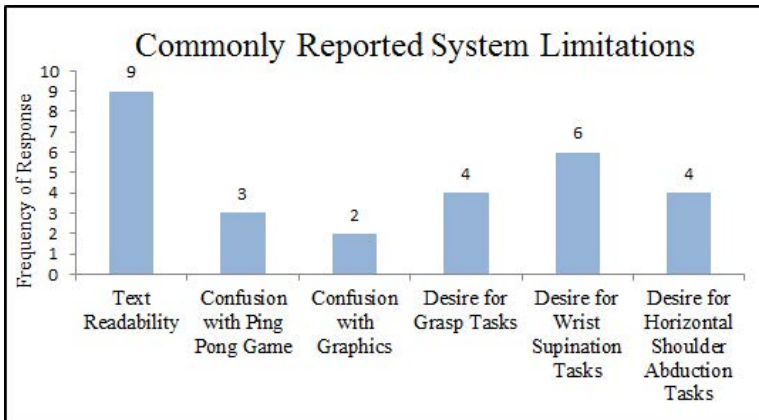 Commonly Reported System Limitations
Frequency of Response
10
9
8
7
6
5
4
3
2
1
0
9
3
2
4
6
4
Text
Readability
Confusion
with Ping
Pong Game
Confusion
with
Graphics
Desire for
Grasp Tasks
Desire for
Wrist
Supination
Tasks
Desire for
Horizontal
Shoulder
Abduction
Tasks